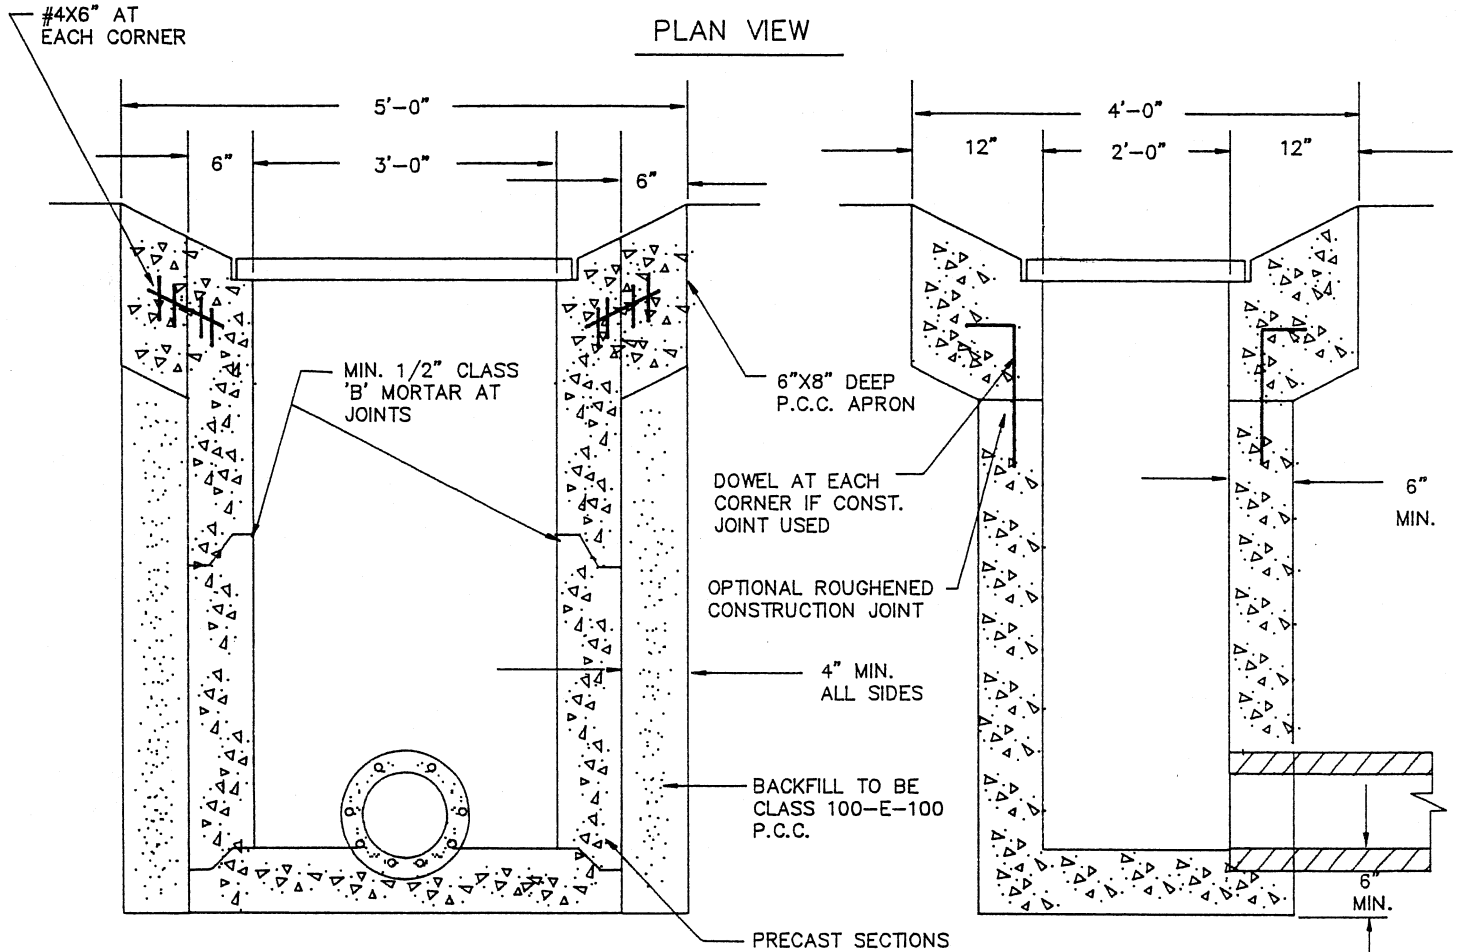 #4X6" AT
EACH CORNER
PLAN VIEW
5'-0"
4'-0"
6"
3'-0"
6"
12"
2'-0"
12"
MIN. 1/2" CLASS
'B' MORTAR AT
JOINTS
6"X8" DEEP
P.C.C. APRON
DOWEL AT EACH
CORNER IF CONST.
JOINT USED
6"
MIN.
OPTIONAL ROUGHENED
CONSTRUCTION JOINT
4" MIN.
ALL SIDES
BACKFILL TO BE
CLASS 100-E-100
P.C.C.
6"
MIN.
PRECAST SECTIONS